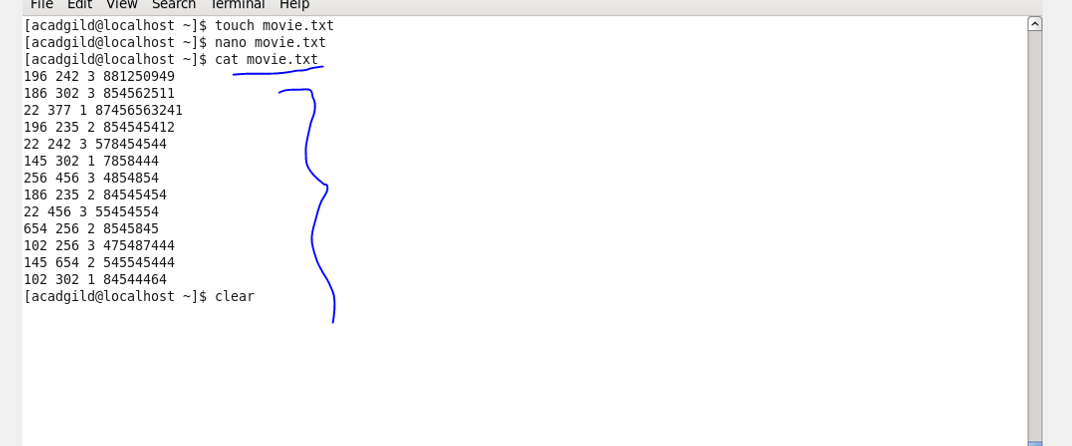 File Edit View Search Terminal Help
[acadgild@localhost ~]$ touch movie.txt
[acadgild@localhost ~]$ nano movie.txt
[acadgild@localhost ~]$ cat movie.txt
196 242 3 881250949
186 302 3 854562511
22 377 1 87456563241
196 235 2 854545412
22 242 3 578454544
145 302 1 7858444
256 456 3 4854854
186 235 2 84545454
22 456 3 55454554
654 256 2 8545845
102 256 3 475487444
145 654 2 545545444
102 302 1 84544464
[acadgild@localhost ~]$ clear